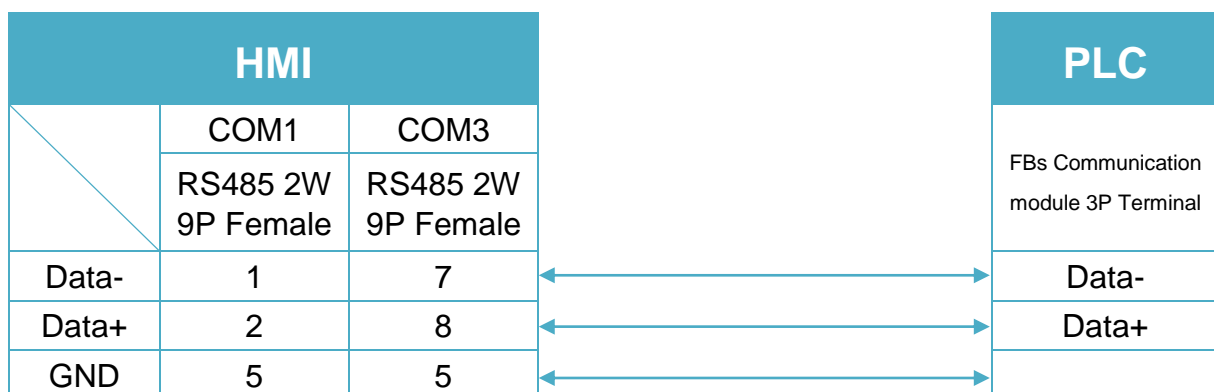 HMI PLC
COM1 COM3
RS485 2W RS485 2W
9P Female 9P Female
FBs Communication
module 3P Terminal
Data- 1 7 Data-
Data+ 2 8 Data+
GND 5 5